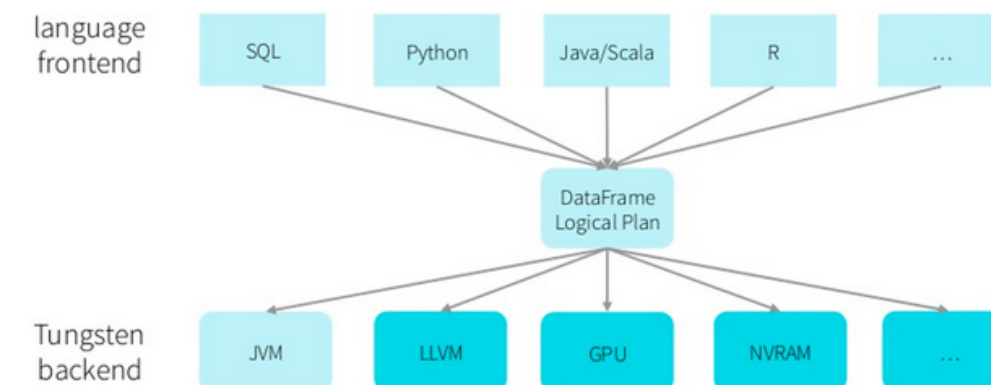 language
frontend
SQL
Python
Java/Scala
R
...
DataFrame
Logical Plan
Tungsten
backend
JVM
LLVM
GPU
NVRAM
...